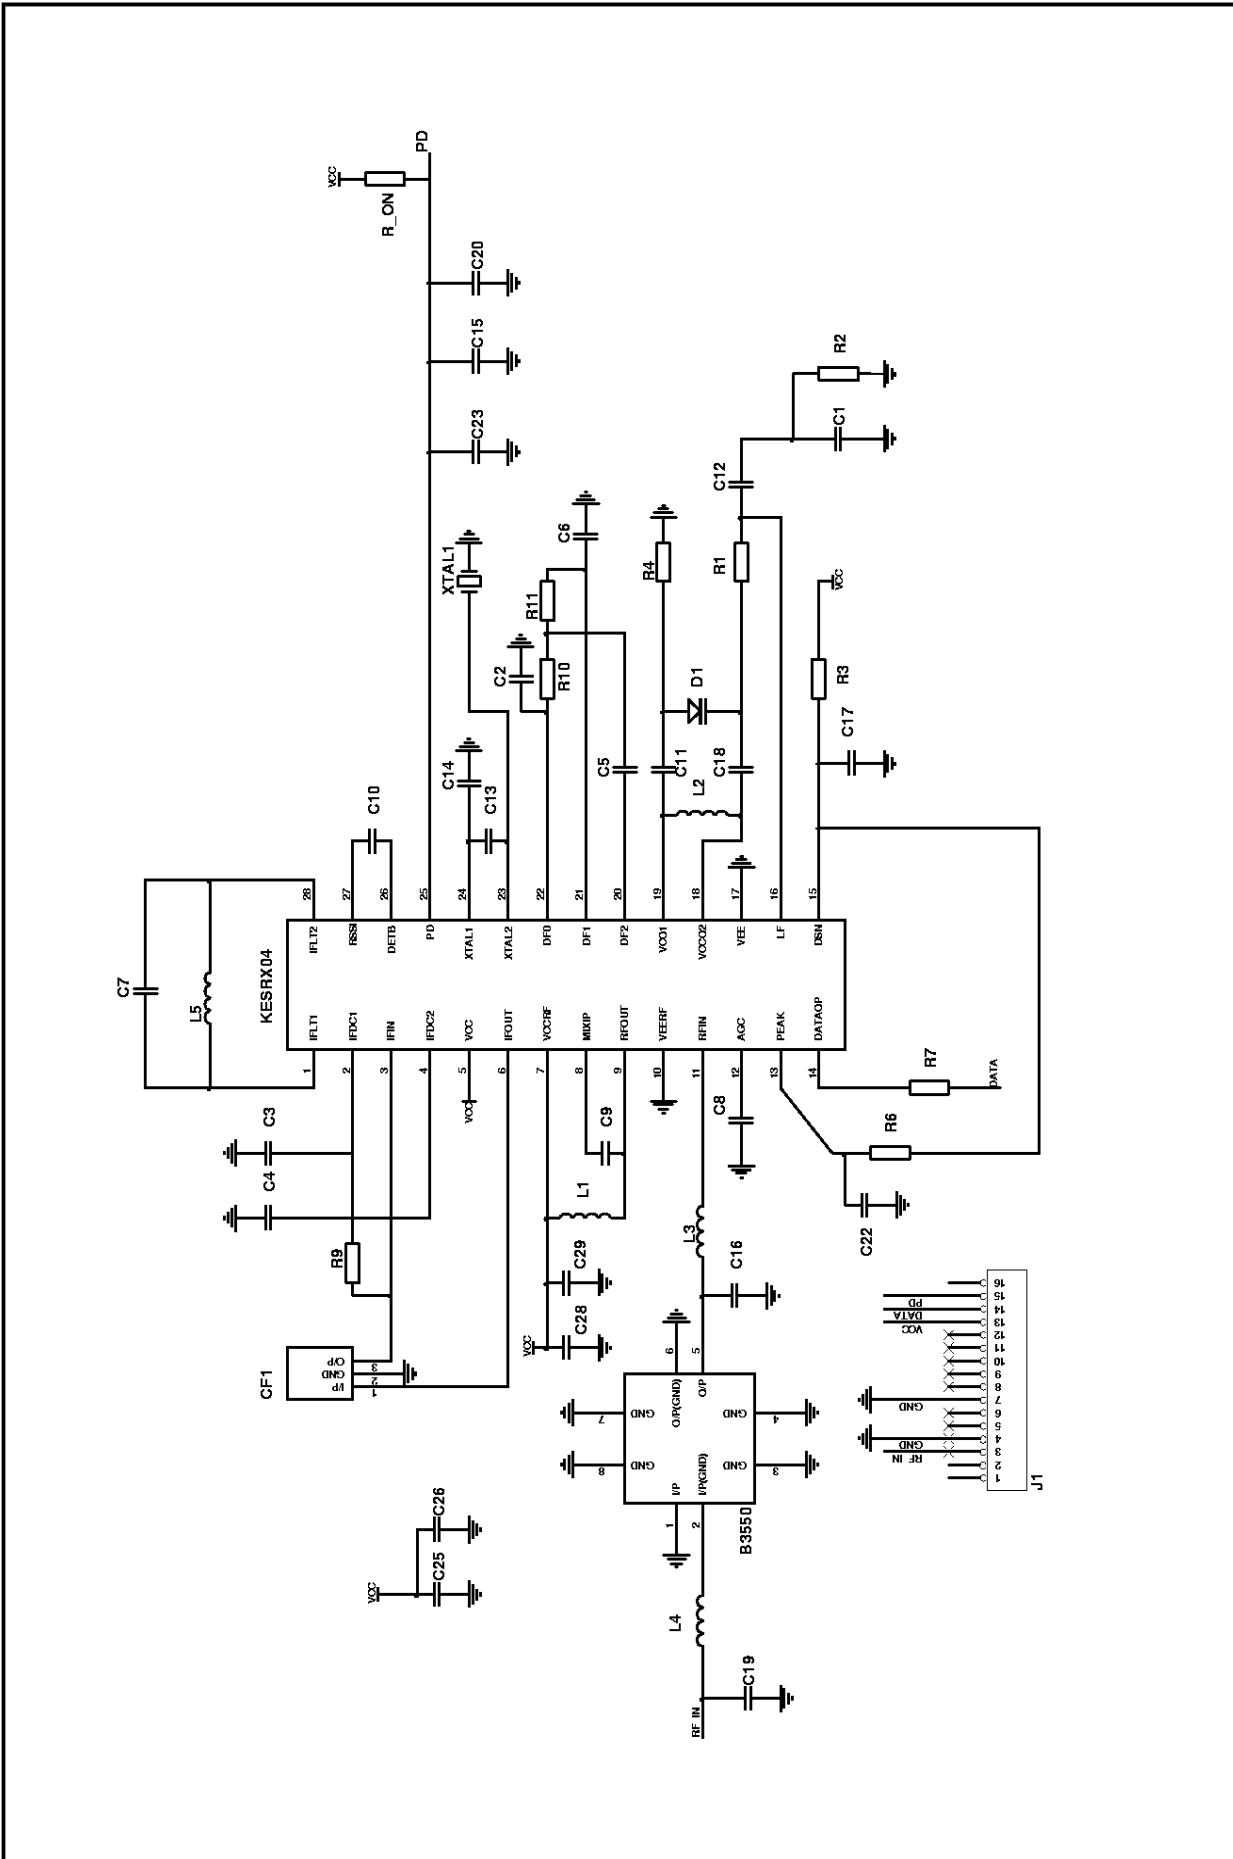 C7
L5
KESRX04
1 IFLT1
2 IFDC1
3 IFIN
4 IFDC2
5 VCC
6 IFOUT
7 VCCRF
8 MIXIP
9 RFOUT
10 VEERF
11 RFIN
12 AGC
13 PEAK
14 DATAOP
IFLT2 28
RSSI 27
DETB 26
PD 25
XTAL1 24
XTAL2 23
DF0 22
DF1 21
DF2 20
VCO1 19
VCCO2 18
VEE 17
LF 16
DSN 15
VCC
R_ON
PD
C20
C15
C23
C10
C14
C13
XTAL1
C2
R10
R11
C6
C5
R4
D1
C11
C18
L2
R1
C12
C1
R2
R3
VCC
C17
C3
C4
R9
VCC
CF1
I/P
GND
O/P
1
2
3
C9
L1
C29
C28
VCC
C8
L3
C16
R7
DATA
R6
C22
VCC
C25
C26
B3550
1 I/P
2 I/P(GND)
3 GND
4 GND
O/P 5
O/P(GND) 6
GND 7
GND 8
L4
C19
RF IN
J1
1
2
3
4
5
6
7
8
9
10
11
12
13
14
15
16
RF IN
GND
GND
VCC
DATA
PD